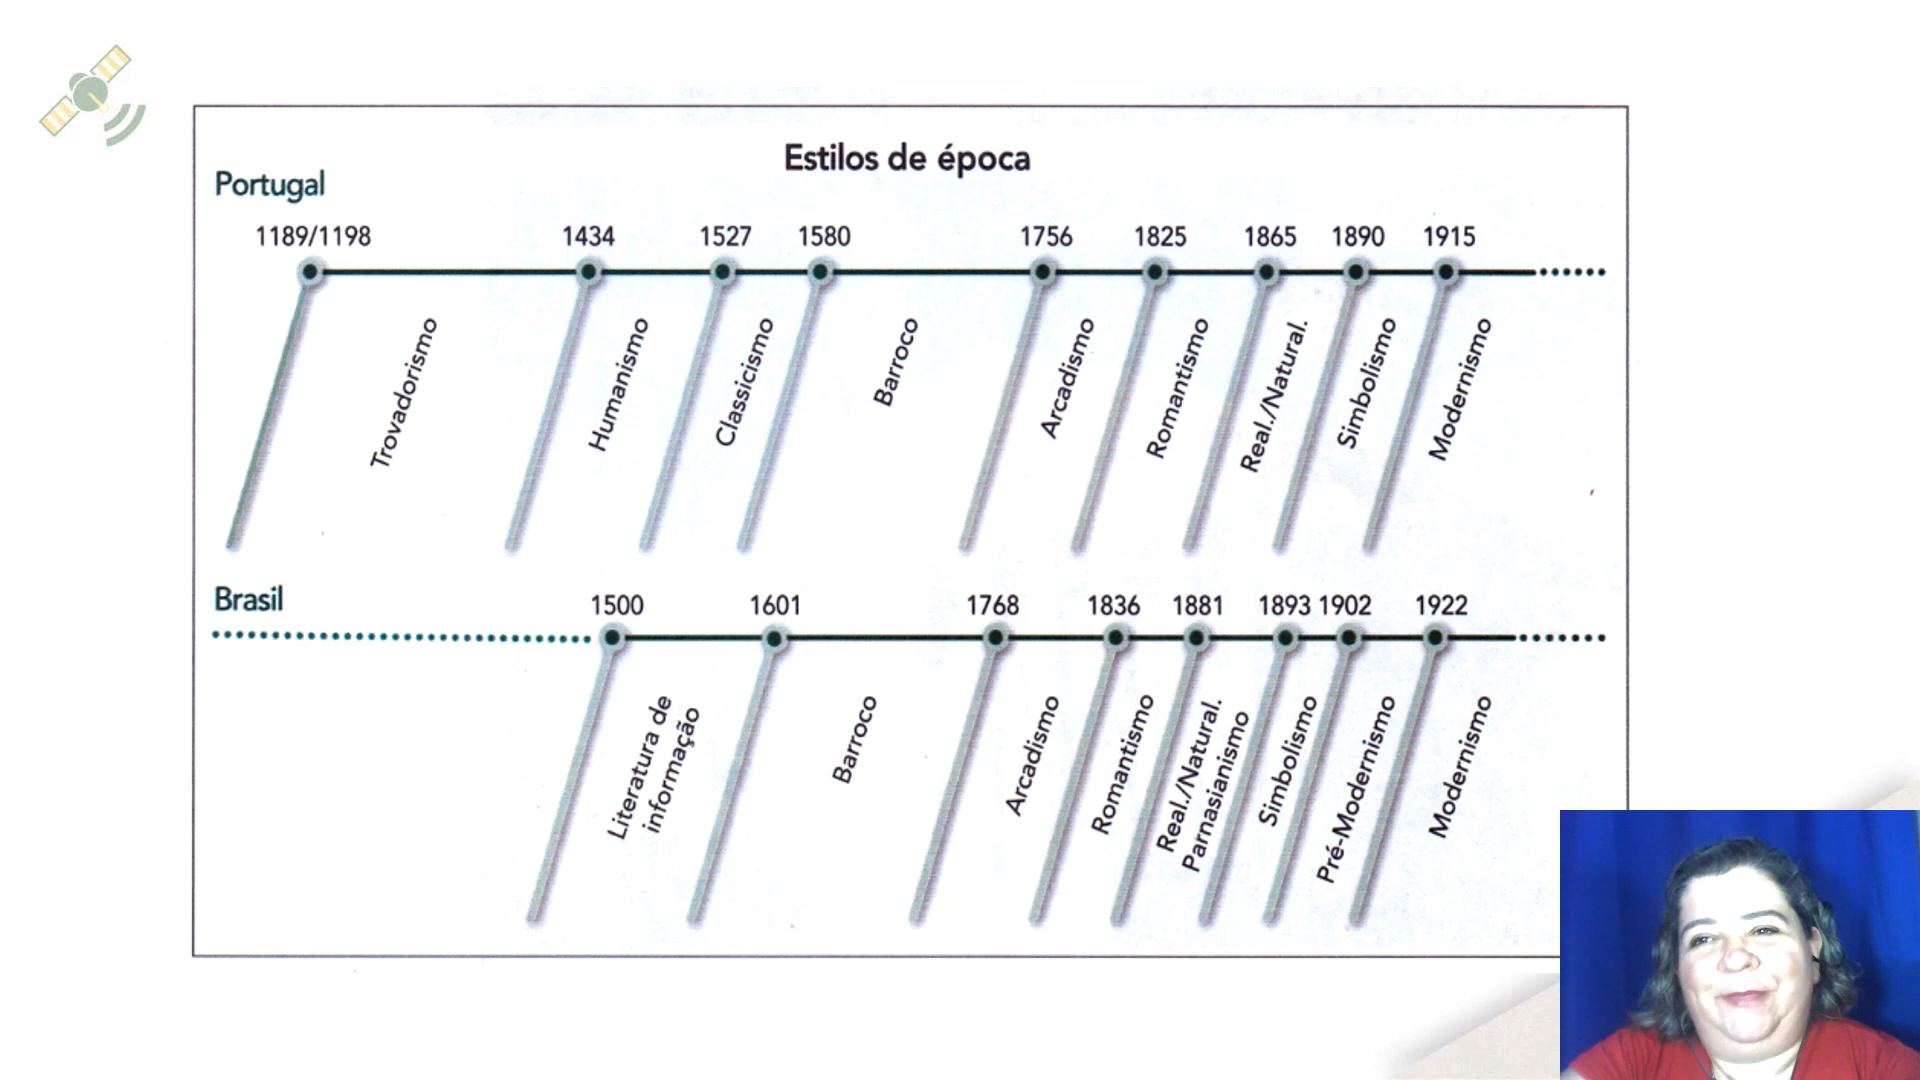 Estilos de época
Portugal
1189/1198 1434 1527 1580 1756 1825 1865 1890 1915
Trovadorismo
Humanismo
Classicismo
Barroco
Arcadismo
Romantismo
Real./Natural.
Simbolismo
Modernismo
Brasil
1500 1601 1768 1836 1881 1893 1902 1922
Literatura de
informação
Barroco
Arcadismo
Romantismo
Real./Natural.
Parnasianismo
Simbolismo
Pré-Modernismo
Modernismo